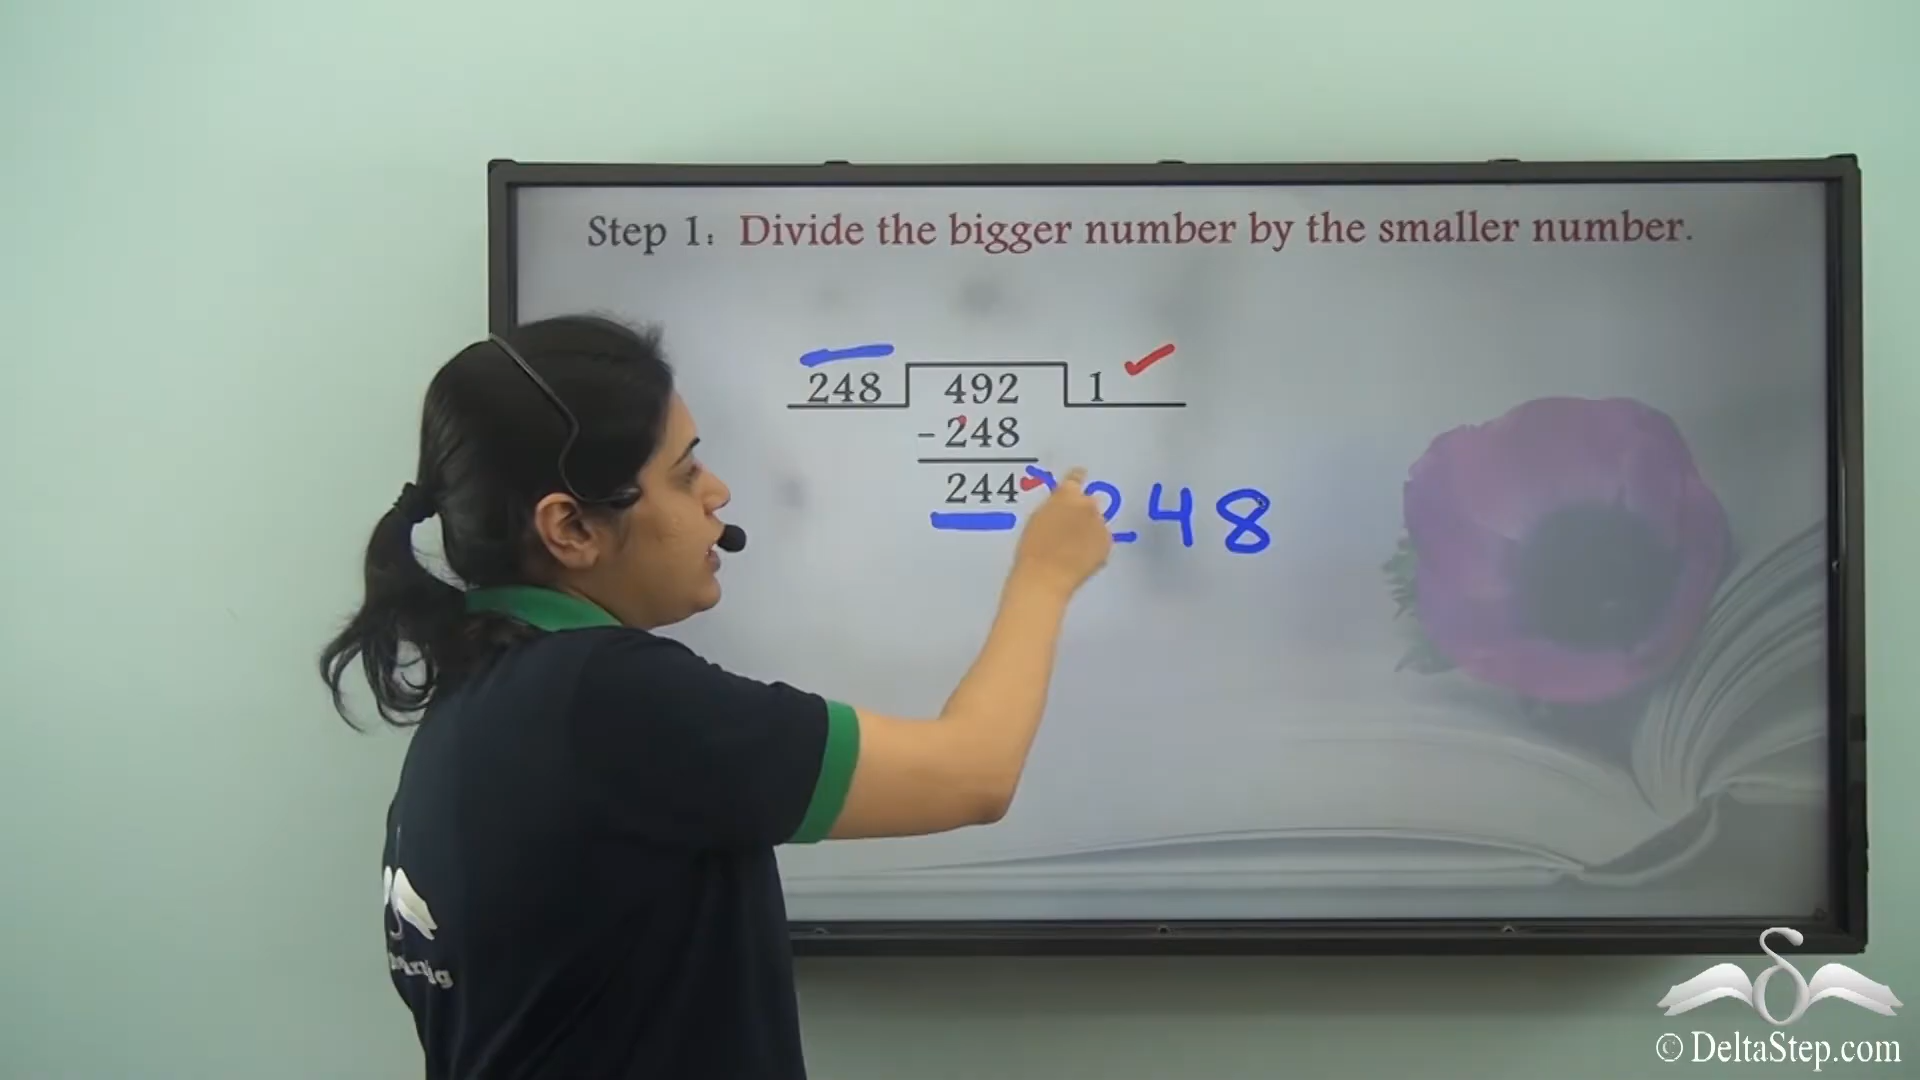 Step 1: Divide the bigger number by the smaller number.
248 492 1
-248
244 248
© DeltaStep.com